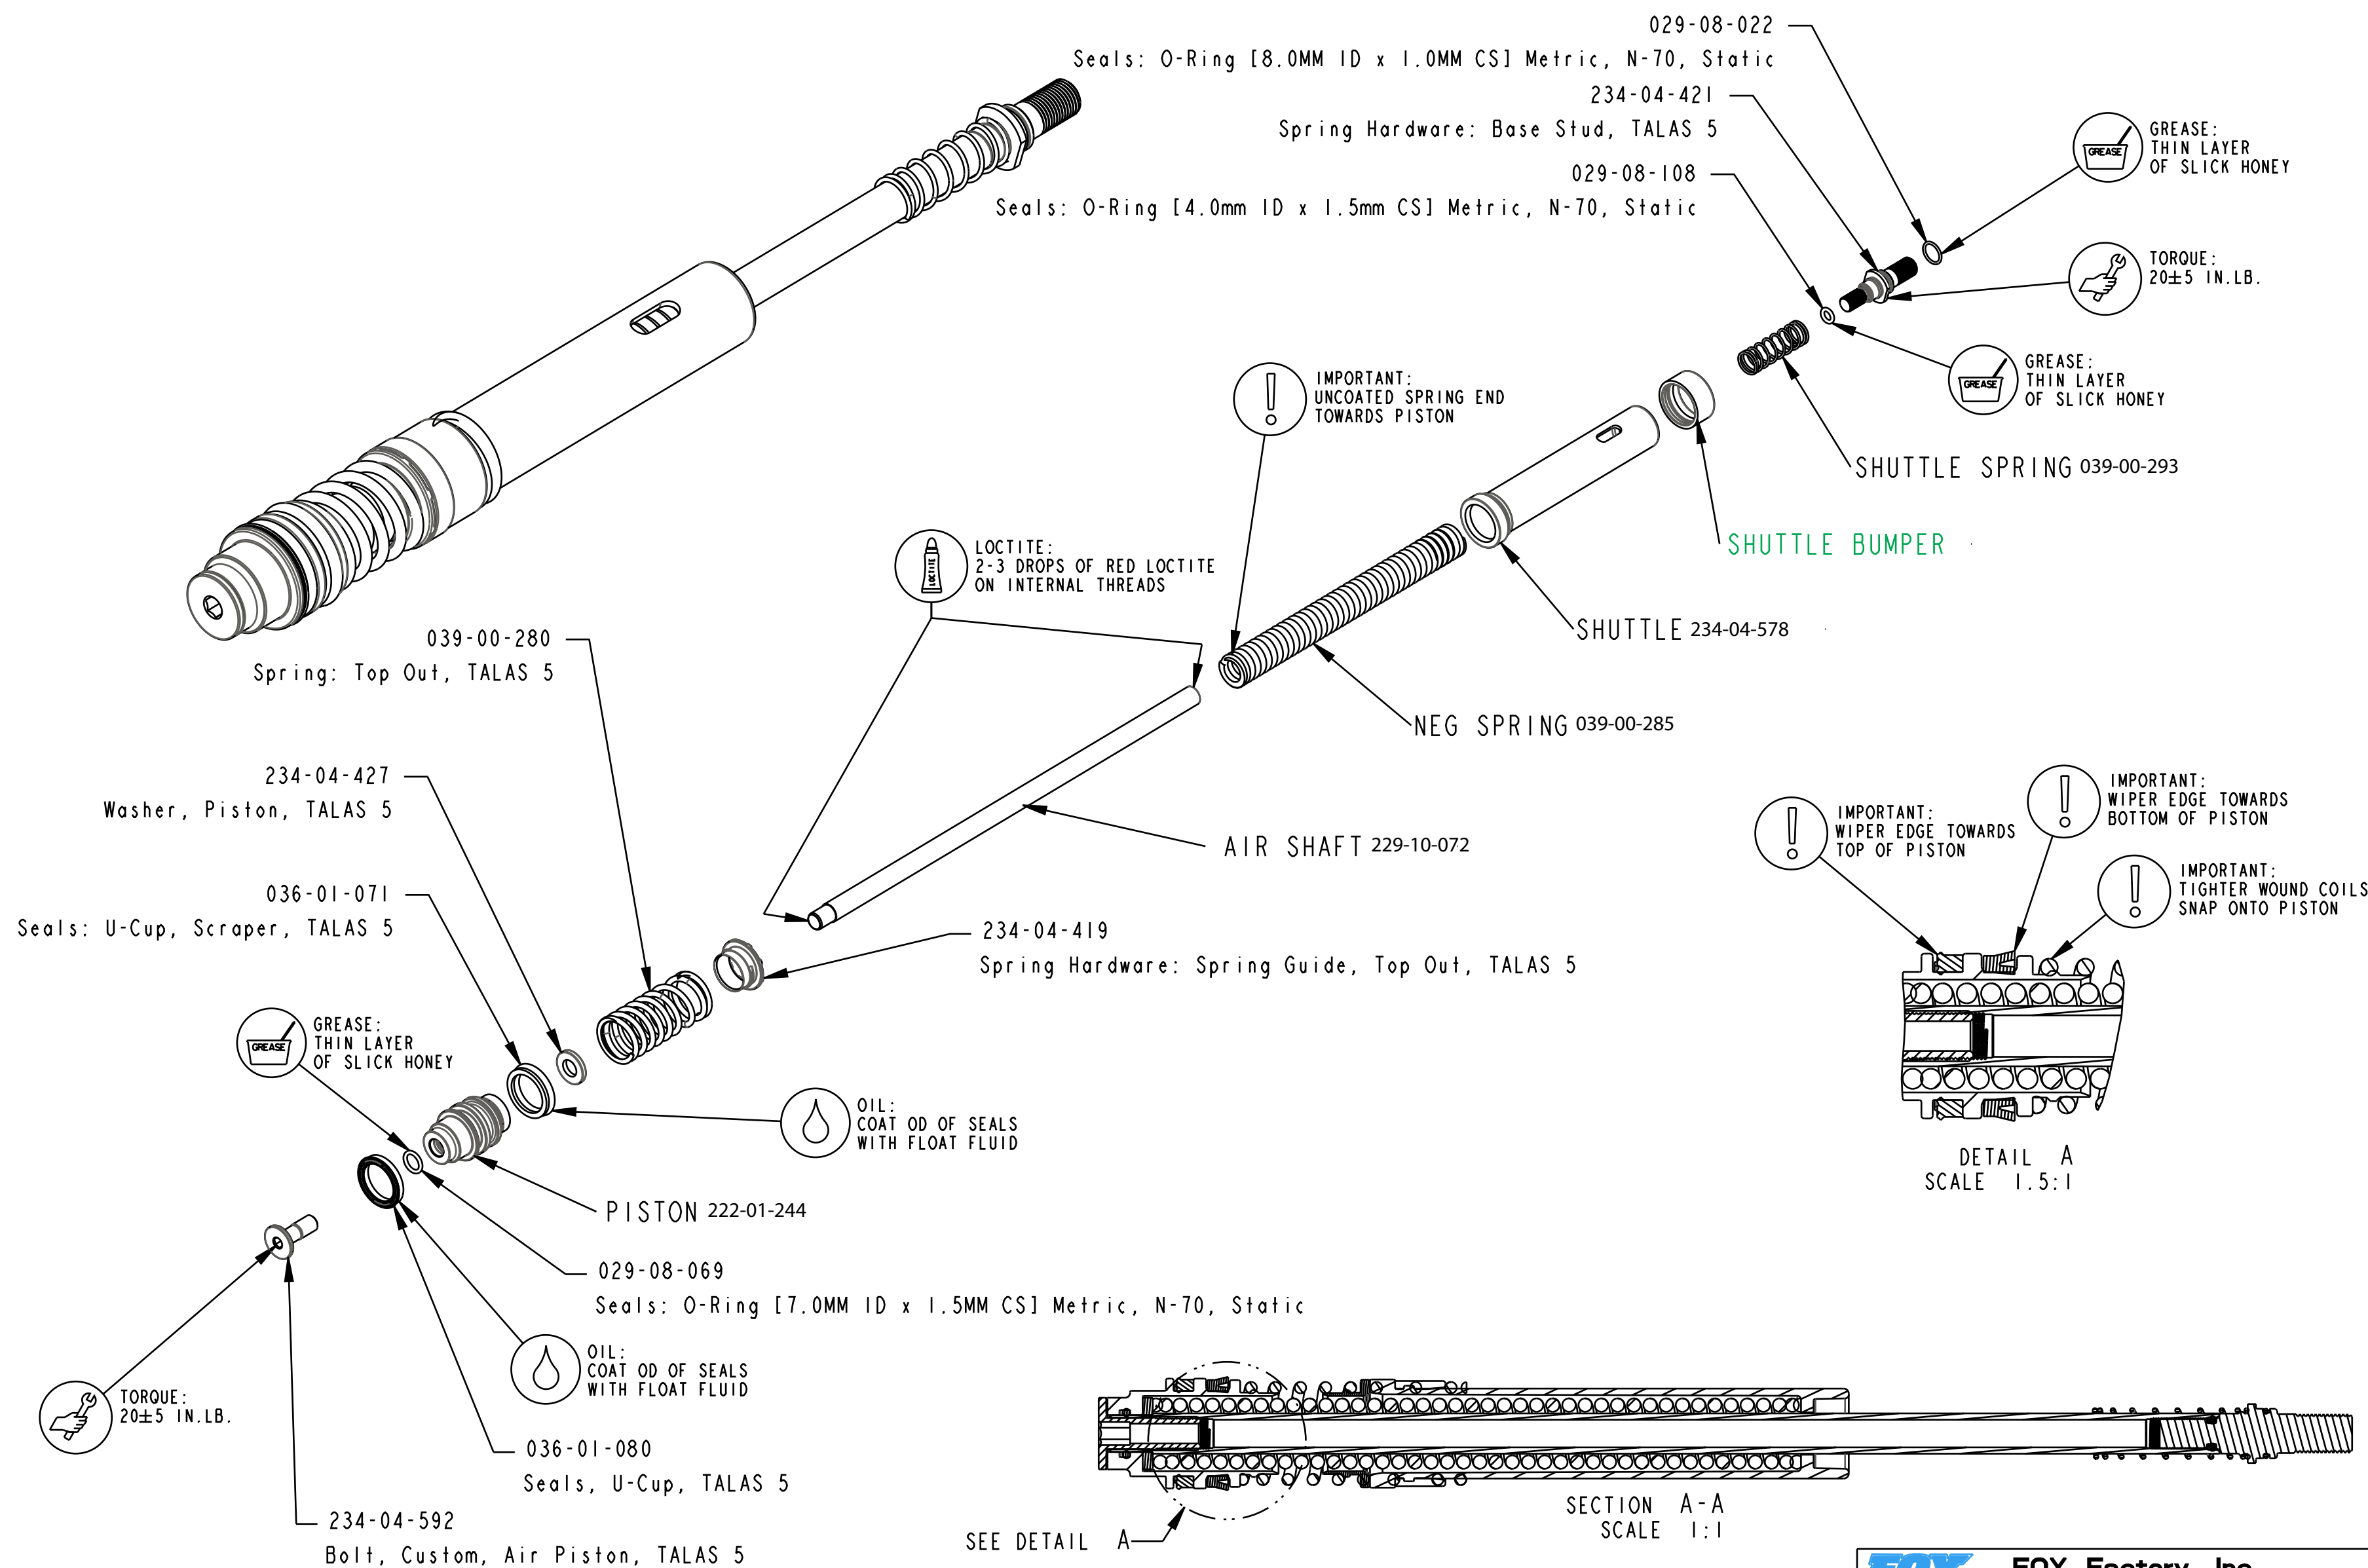 029-08-022
Seals: O-Ring [8.0MM ID x 1.0MM CS] Metric, N-70, Static
234-04-421
Spring Hardware: Base Stud, TALAS 5
029-08-108
Seals: O-Ring [4.0mm ID x 1.5mm CS] Metric, N-70, Static
GREASE
GREASE:
THIN LAYER
OF SLICK HONEY
TORQUE:
20±5 IN.LB.
GREASE
GREASE:
THIN LAYER
OF SLICK HONEY
IMPORTANT:
UNCOATED SPRING END
TOWARDS PISTON
SHUTTLE SPRING 039-00-293
SHUTTLE BUMPER
LOCTITE
LOCTITE:
2-3 DROPS OF RED LOCTITE
ON INTERNAL THREADS
SHUTTLE 234-04-578
039-00-280
Spring: Top Out, TALAS 5
NEG SPRING 039-00-285
234-04-427
Washer, Piston, TALAS 5
AIR SHAFT 229-10-072
IMPORTANT:
WIPER EDGE TOWARDS
TOP OF PISTON
IMPORTANT:
WIPER EDGE TOWARDS
BOTTOM OF PISTON
IMPORTANT:
TIGHTER WOUND COILS
SNAP ONTO PISTON
036-01-071
Seals: U-Cup, Scraper, TALAS 5
234-04-419
Spring Hardware: Spring Guide, Top Out, TALAS 5
GREASE
GREASE:
THIN LAYER
OF SLICK HONEY
OIL:
COAT OD OF SEALS
WITH FLOAT FLUID
DETAIL A
SCALE 1.5:1
PISTON 222-01-244
029-08-069
Seals: O-Ring [7.0MM ID x 1.5MM CS] Metric, N-70, Static
OIL:
COAT OD OF SEALS
WITH FLOAT FLUID
TORQUE:
20±5 IN.LB.
036-01-080
Seals, U-Cup, TALAS 5
234-04-592
Bolt, Custom, Air Piston, TALAS 5
SEE DETAIL A
SECTION A-A
SCALE 1:1
FOX FOX Factory, Inc